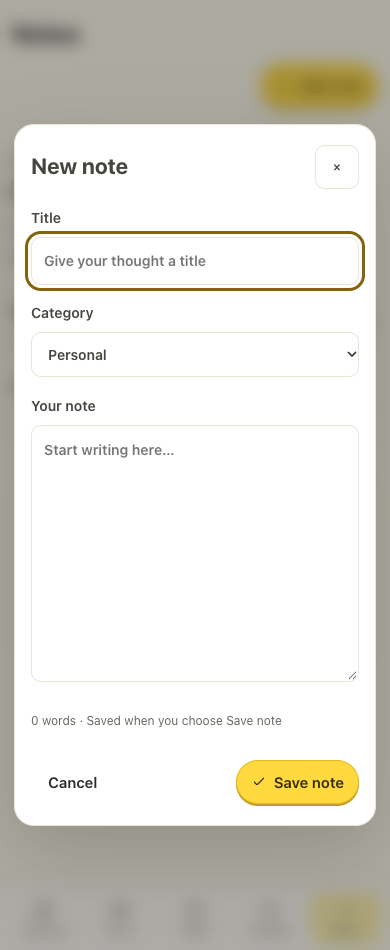 New note
×
Title
Give your thought a title
Category
Personal
Your note
Start writing here...
0 words · Saved when you choose Save note
Cancel
Save note